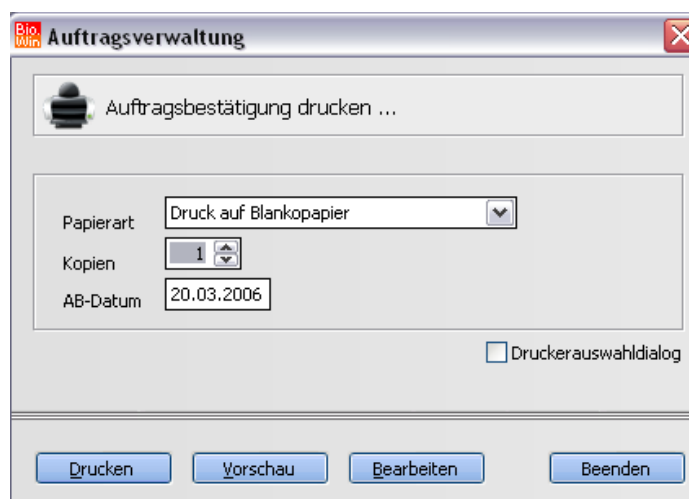 Bio Win Auftragsverwaltung
Auftragsbestätigung drucken ...
Papierart Druck auf Blankopapier
Kopien 1
AB-Datum 20.03.2006
Druckerauswahldialog
Drucken Vorschau Bearbeiten Beenden